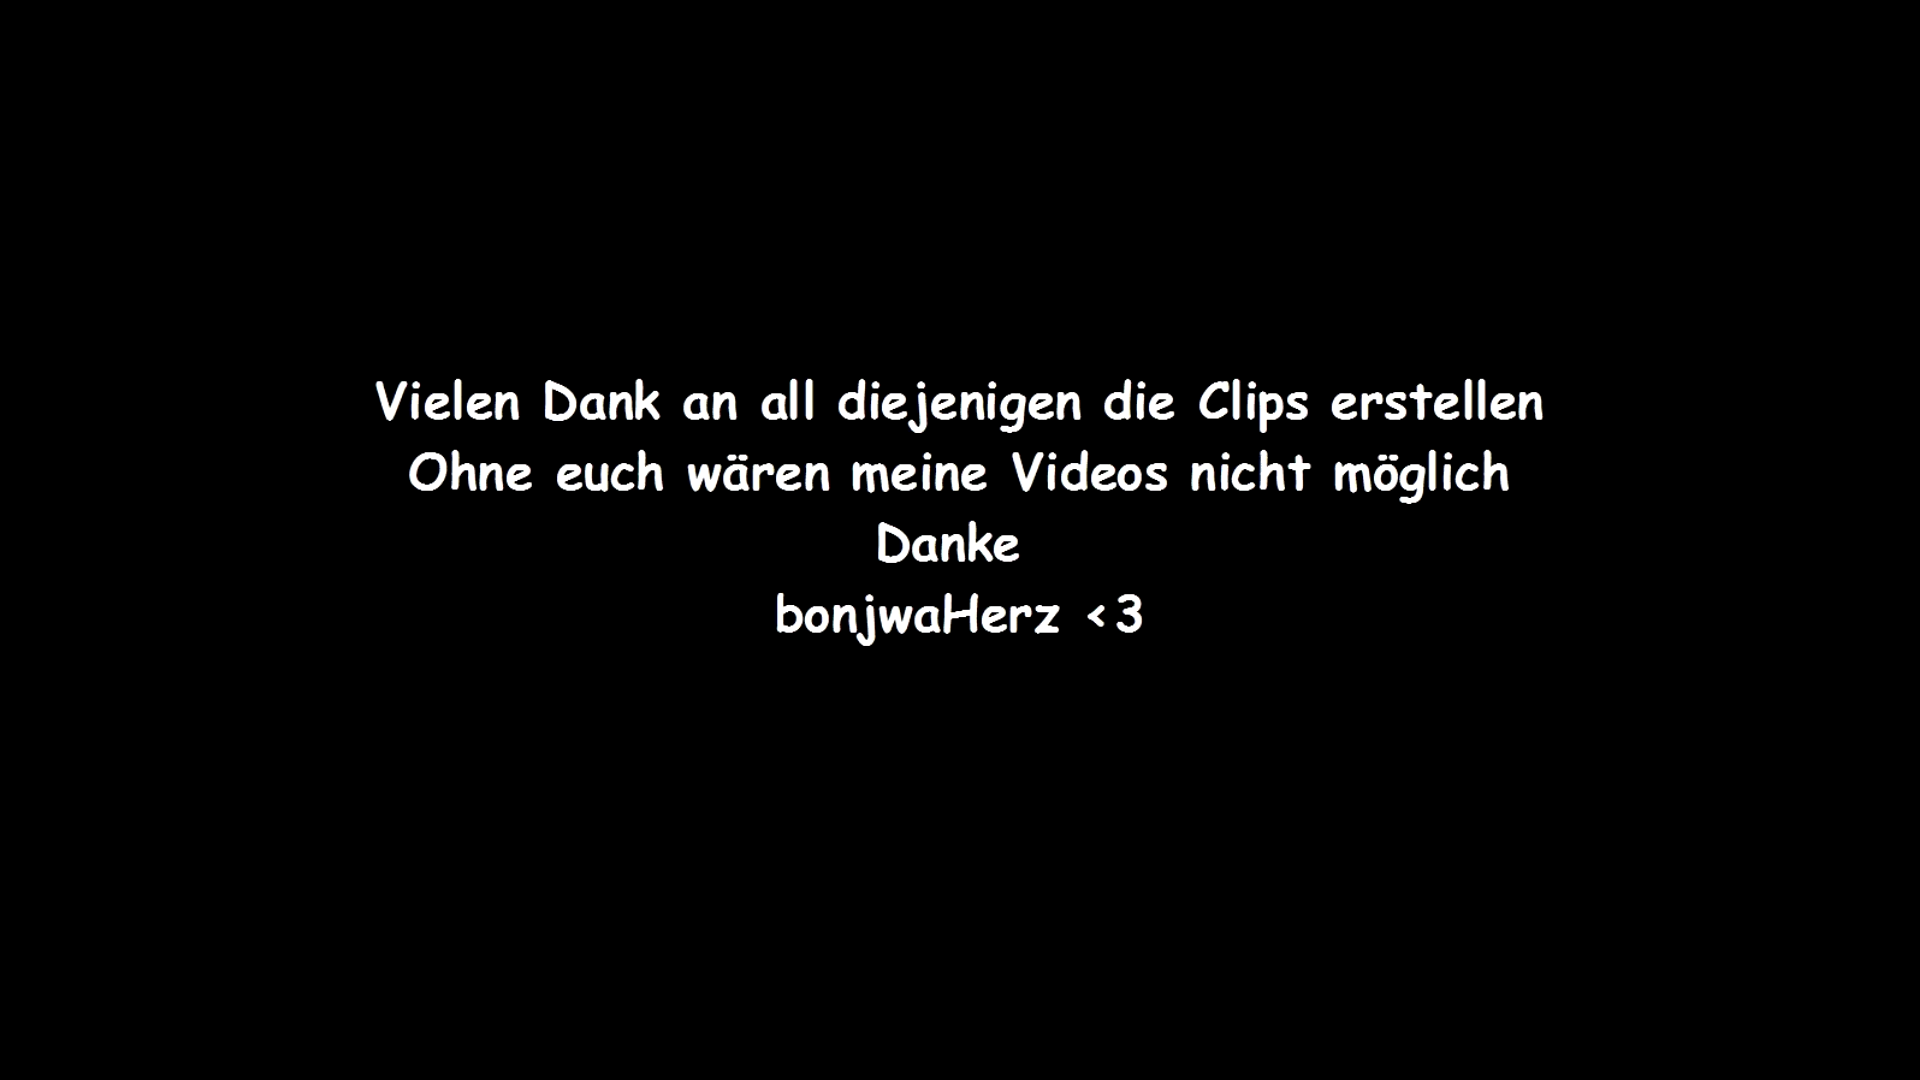 Vielen Dank an all diejenigen die Clips erstellen
Ohne euch wären meine Videos nicht möglich
Danke
bonjwaHerz <3